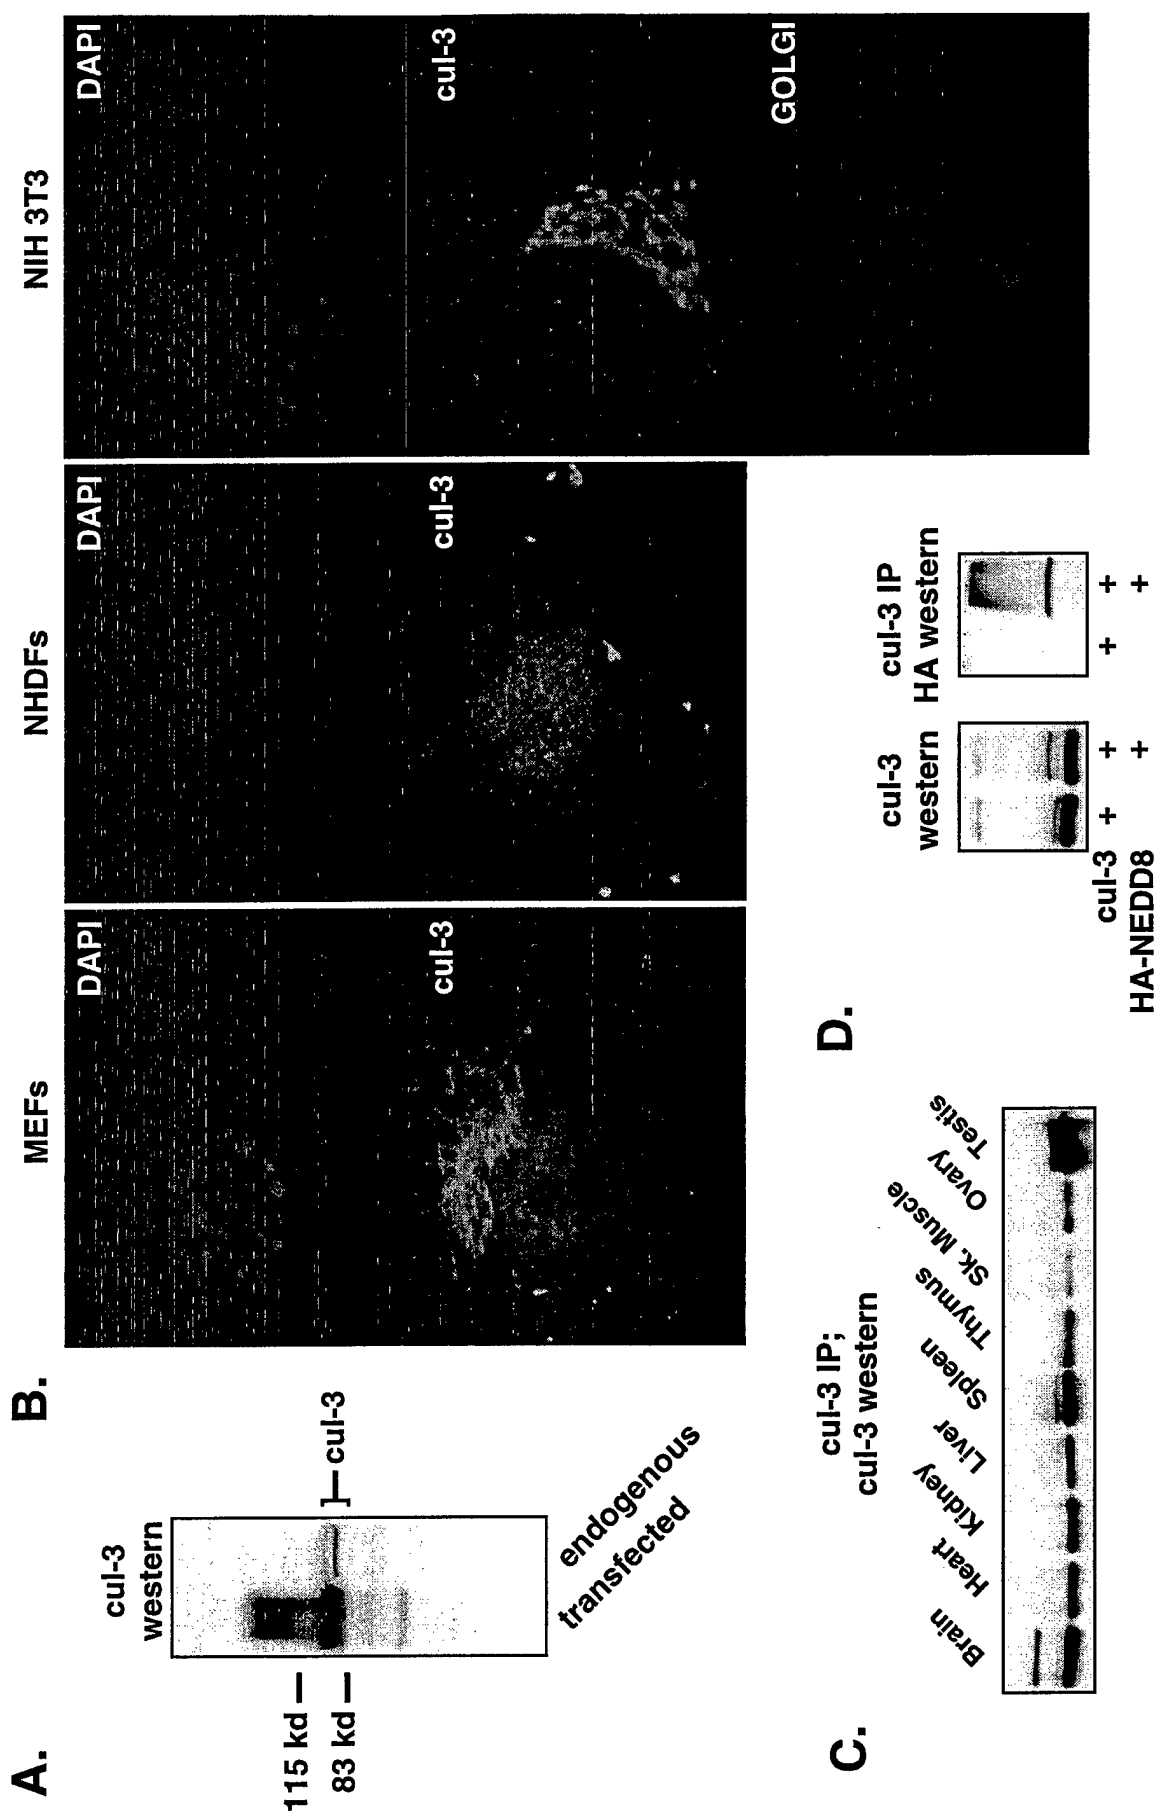 A.
cul-3
western
115 kd
83 kd
cul-3
transfected
endogenous
B.
MEFs
NHDFs
NIH 3T3
DAPI
DAPI
DAPI
cul-3
cul-3
cul-3
GOLGI
C.
cul-3 IP;
cul-3 western
Brain
Heart
Kidney
Liver
Spleen
Thymus
Sk. Muscle
Ovary
Testis
D.
cul-3
western
cul-3 IP
HA western
cul-3 + + + +
HA-NEDD8 + +